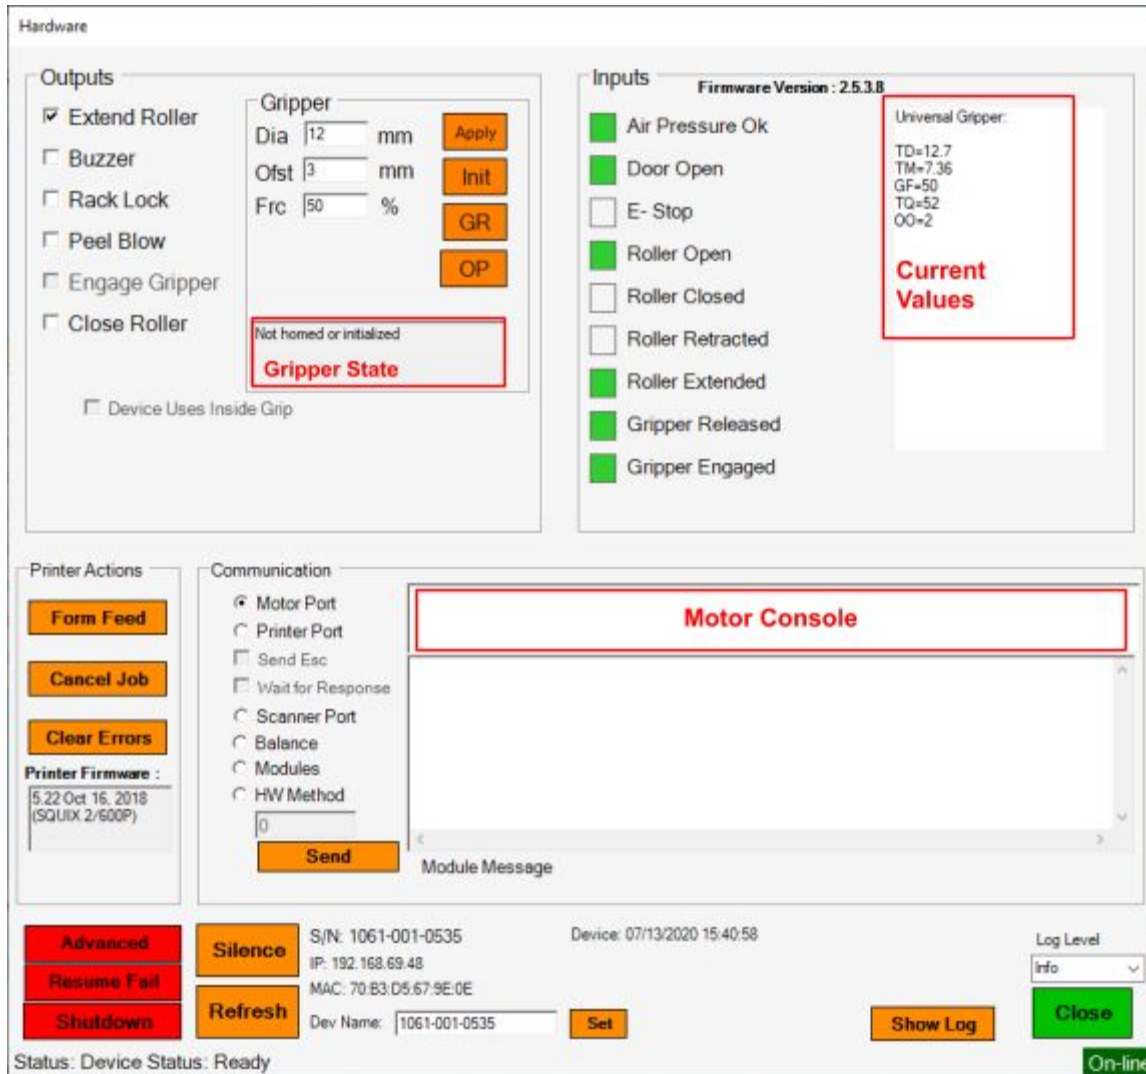 Hardware
Outputs
Extend Roller
Buzzer
Rack Lock
Peel Blow
Engage Gripper
Close Roller
Device Uses Inside Grip
Gripper
Dia 12 mm
Ofst 3 mm
Frc 50 %
Apply
Init
GR
OP
Not homed or initialized
Gripper State
Inputs
Firmware Version : 2.5.3.8
Air Pressure Ok
Door Open
E- Stop
Roller Open
Roller Closed
Roller Retracted
Roller Extended
Gripper Released
Gripper Engaged
Universal Gripper:
TD=12.7
TM=7.36
GF=50
TQ=52
OO=2
Current
Values
Printer Actions
Form Feed
Cancel Job
Clear Errors
Printer Firmware :
5.22 Oct 16, 2018
(SQUIX 2/600P)
Communication
Motor Port
Printer Port
Send Esc
Wait for Response
Scanner Port
Balance
Modules
HW Method
0
Send
Motor Console
Module Message
Advanced
Resume Fail
Shutdown
Silence
Refresh
S/N: 1061-001-0535
IP: 192.168.69.48
MAC: 70:B3:D5:67:9E:0E
Dev Name: 1061-001-0535
Set
Device: 07/13/2020 15:40:58
Show Log
Log Level
Info
Close
Status: Device Status: Ready
On-line